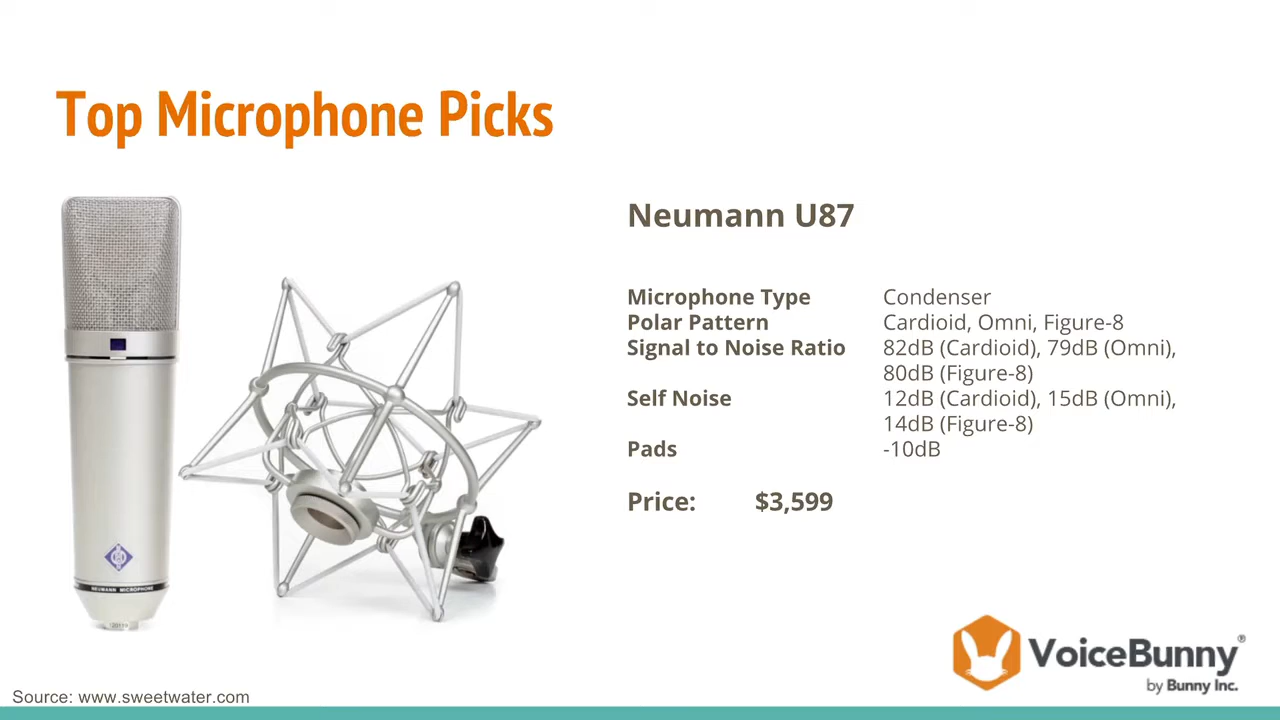 Top Microphone Picks
Neumann U87
Microphone Type Condenser
Polar Pattern Cardioid, Omni, Figure-8
Signal to Noise Ratio 82dB (Cardioid), 79dB (Omni),
80dB (Figure-8)
Self Noise 12dB (Cardioid), 15dB (Omni),
14dB (Figure-8)
Pads -10dB
Price: $3,599
NEUMANN MICROPHONE
VoiceBunny®
by Bunny Inc.
Source: www.sweetwater.com